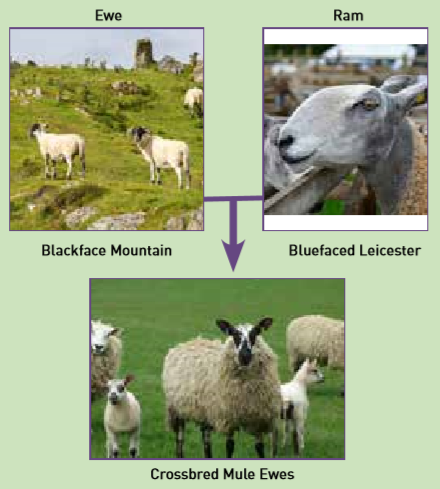 Ewe
Ram
Blackface Mountain
Bluefaced Leicester
Crossbred Mule Ewes